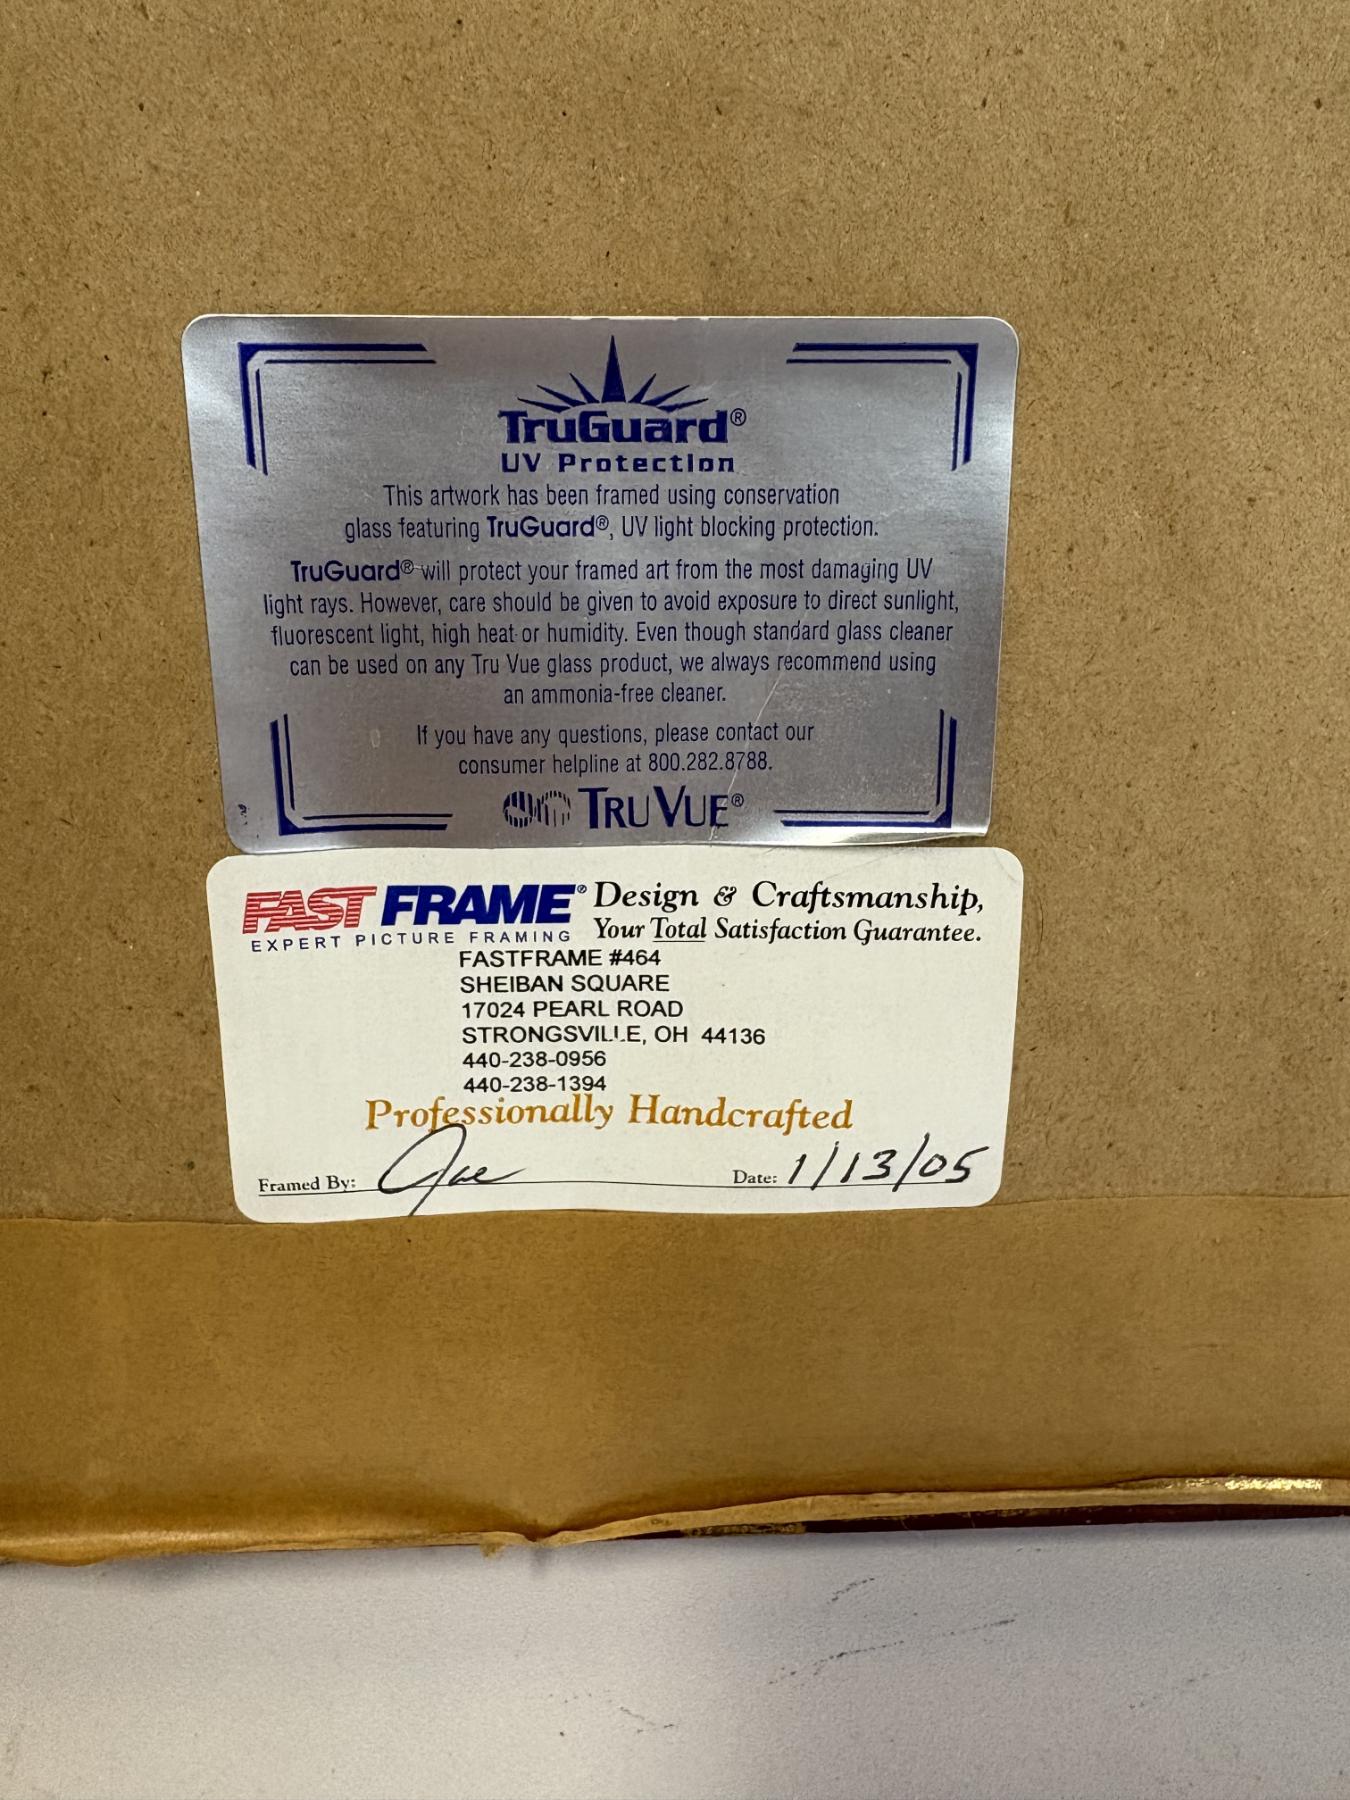 TruGuard®
UV Protection
This artwork has been framed using conservation
glass featuring TruGuard®, UV light blocking protection.
TruGuard® will protect your framed art from the most damaging UV
light rays. However, care should be given to avoid exposure to direct sunlight,
fluorescent light, high heat or humidity. Even though standard glass cleaner
can be used on any Tru Vue glass product, we always recommend using
an ammonia-free cleaner.
If you have any questions, please contact our
consumer helpline at 800.282.8788.
TRU VUE®
FAST FRAME® Design & Craftsmanship,
EXPERT PICTURE FRAMING Your Total Satisfaction Guarantee.
FASTFRAME #464
SHEIBAN SQUARE
17024 PEARL ROAD
STRONGSVILLE, OH 44136
440-238-0956
440-238-1394
Professionally Handcrafted
Framed By: Joe Date: 1/13/05